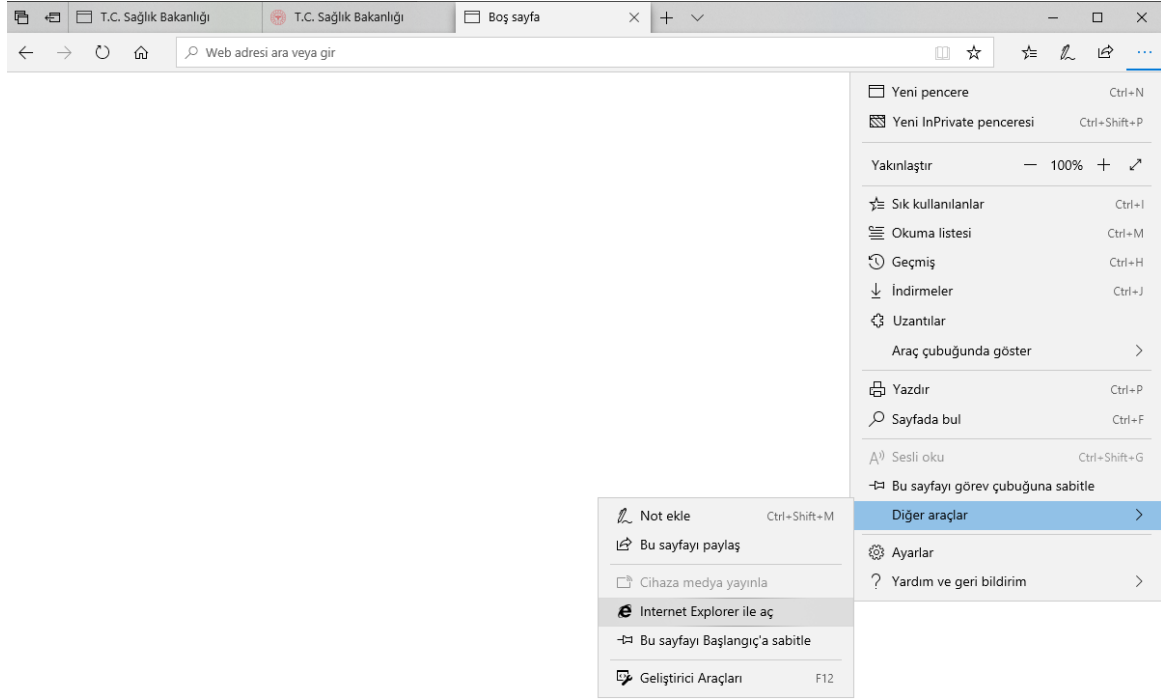 T.C. Sağlık Bakanlığı
T.C. Sağlık Bakanlığı
Boş sayfa
Web adresi ara veya gir
Yeni pencere Ctrl+N
Yeni InPrivate penceresi Ctrl+Shift+P
Yakınlaştır 100%
Sık kullanılanlar Ctrl+I
Okuma listesi Ctrl+M
Geçmiş Ctrl+H
İndirmeler Ctrl+J
Uzantılar
Araç çubuğunda göster
Yazdır Ctrl+P
Sayfada bul Ctrl+F
Sesli oku Ctrl+Shift+G
Bu sayfayı görev çubuğuna sabitle
Diğer araçlar
Ayarlar
Yardım ve geri bildirim
Not ekle Ctrl+Shift+M
Bu sayfayı paylaş
Cihaza medya yayınla
Internet Explorer ile aç
Bu sayfayı Başlangıç'a sabitle
Geliştirici Araçları F12